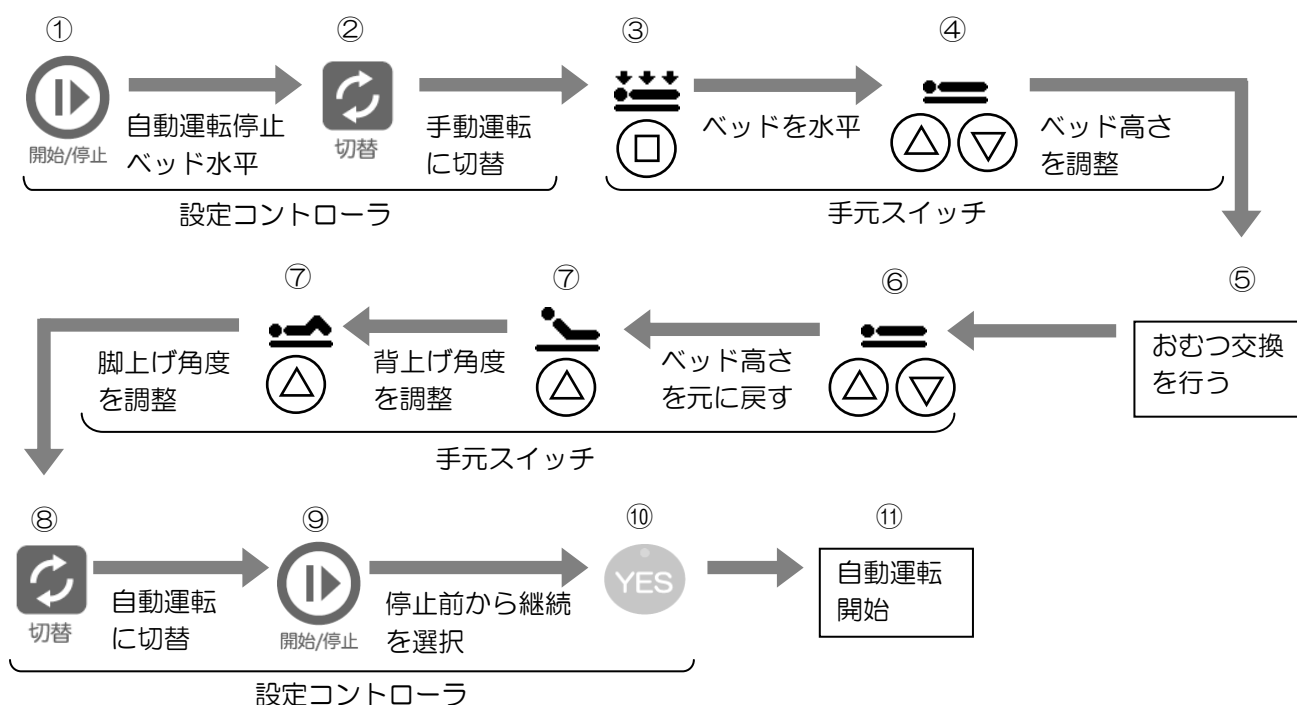 ①
②
③
④
開始/停止
自動運転停止
ベッド水平
切替
手動運転
に切替
ベッドを水平
ベッド高さ
を調整
設定コントローラ
手元スイッチ
⑦
⑦
⑥
⑤
脚上げ角度
を調整
背上げ角度
を調整
ベッド高さ
を元に戻す
おむつ交換
を行う
手元スイッチ
⑧
⑨
⑩
⑪
切替
自動運転
に切替
開始/停止
停止前から継続
を選択
YES
自動運転
開始
設定コントローラ